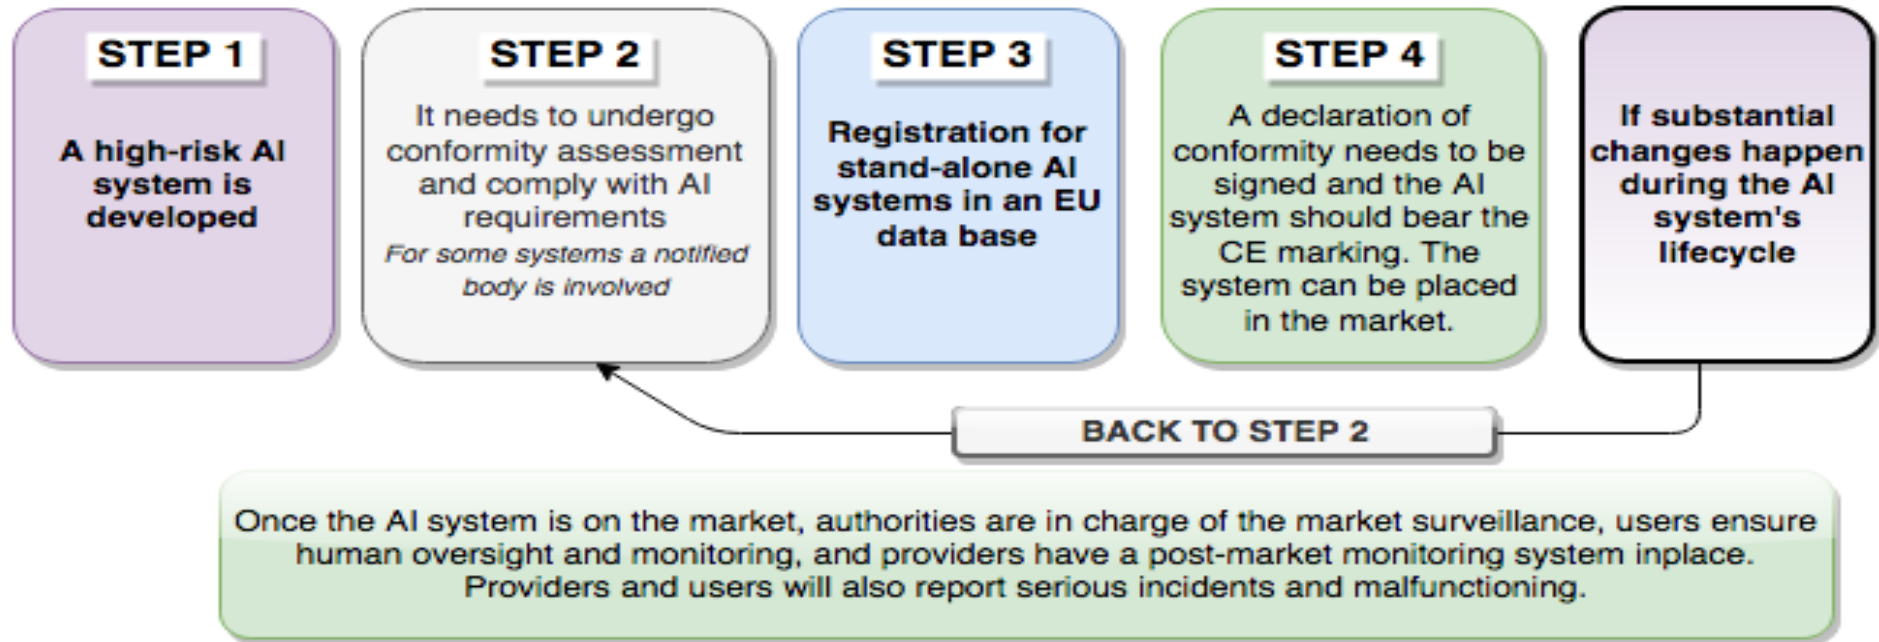 STEP 1
A high-risk AI
system is
developed
STEP 2
It needs to undergo
conformity assessment
and comply with AI
requirements
For some systems a notified
body is involved
STEP 3
Registration for
stand-alone AI
systems in an EU
data base
STEP 4
A declaration of
conformity needs to be
signed and the AI
system should bear the
CE marking. The
system can be placed
in the market.
If substantial
changes happen
during the AI
system's
lifecycle
BACK TO STEP 2
Once the AI system is on the market, authorities are in charge of the market surveillance, users ensure
human oversight and monitoring, and providers have a post-market monitoring system inplace.
Providers and users will also report serious incidents and malfunctioning.